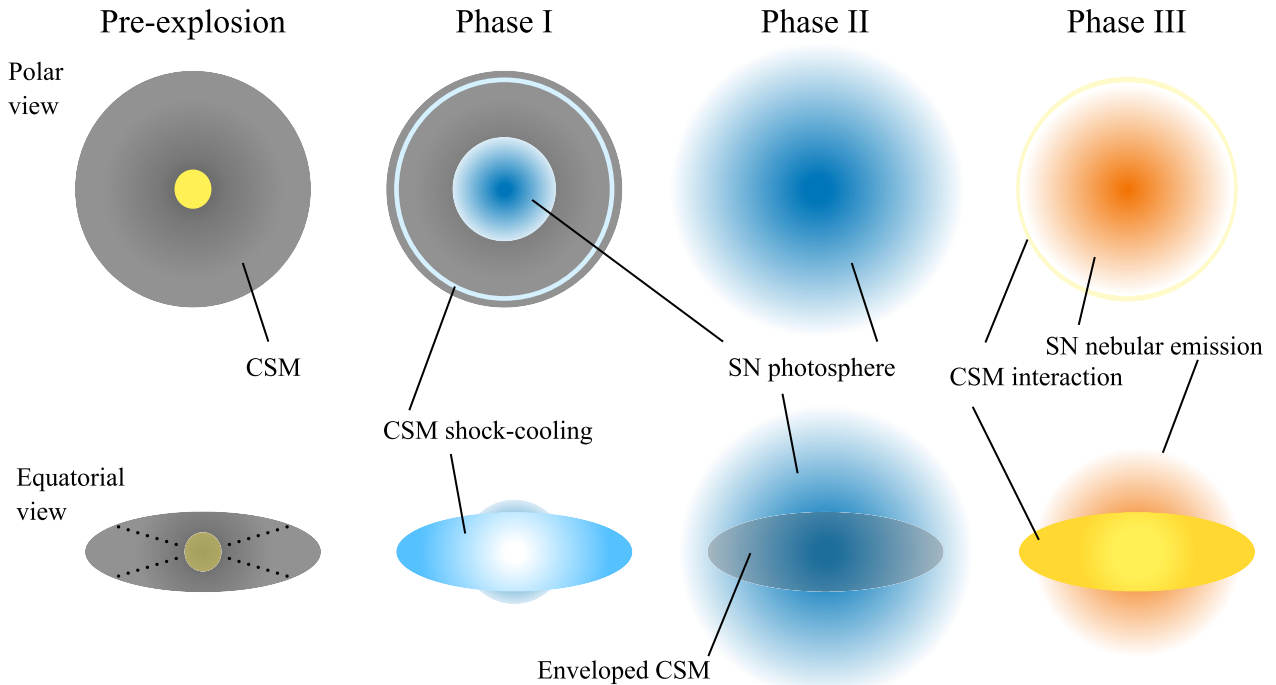 Pre-explosion
Phase I
Phase II
Phase III
Polar
view
CSM
SN photosphere
SN nebular emission
CSM interaction
CSM shock-cooling
Equatorial
view
Enveloped CSM